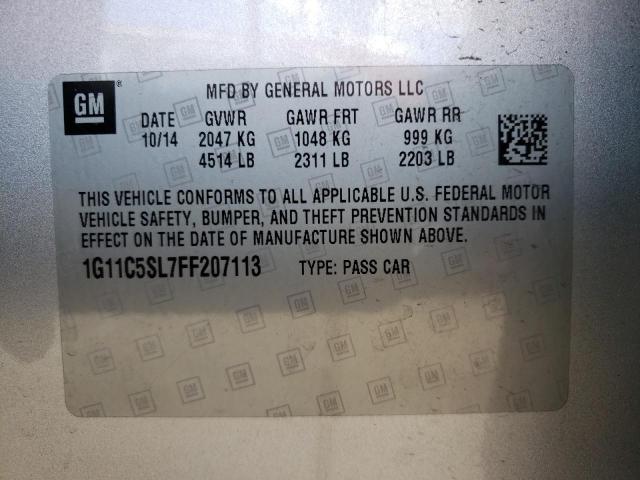 GM ® MFD BY GENERAL MOTORS LLC
DATE GVWR GAWR FRT GAWR RR
10/14 2047 KG 1048 KG 999 KG
4514 LB 2311 LB 2203 LB
THIS VEHICLE CONFORMS TO ALL APPLICABLE U.S. FEDERAL MOTOR
VEHICLE SAFETY, BUMPER, AND THEFT PREVENTION STANDARDS IN
EFFECT ON THE DATE OF MANUFACTURE SHOWN ABOVE.
1G11C5SL7FF207113 TYPE: PASS CAR